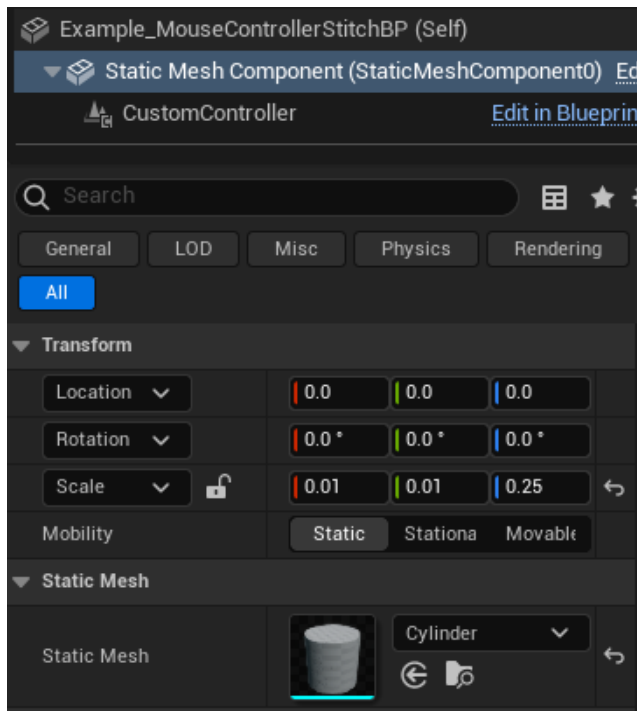 Example_MouseControllerStitchBP (Self)
Static Mesh Component (StaticMeshComponent0) Ed
CustomController Edit in Blueprin
Search
General LOD Misc Physics Rendering
All
Transform
Location 0.0 0.0 0.0
Rotation 0.0 ° 0.0 ° 0.0 °
Scale 0.01 0.01 0.25
Mobility Static Stationa Movable
Static Mesh
Cylinder
Static Mesh